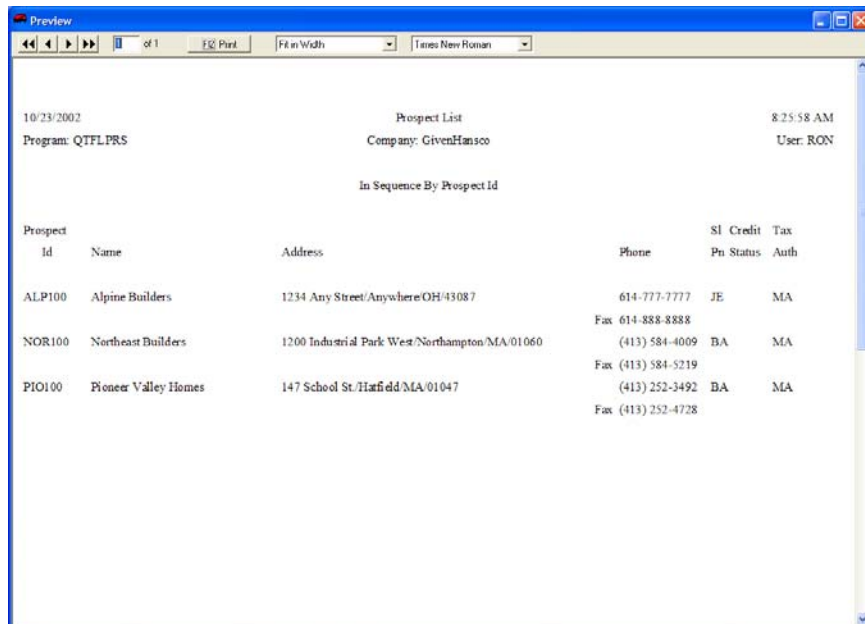 Preview
1 of 1 F12 Print Fit in Width Times New Roman
10/23/2002 Prospect List 8:25:58 AM
Program: QTFLPRS Company: GivenHansco User: RON
In Sequence By Prospect Id
Prospect Sl Credit Tax
Id Name Address Phone Pn Status Auth
ALP100 Alpine Builders 1234 Any Street/Anywhere/OH/43087 614-777-7777 JE MA
Fax 614-888-8888
NOR100 Northeast Builders 1200 Industrial Park West/Northampton/MA/01060 (413) 584-4009 BA MA
Fax (413) 584-5219
PIO100 Pioneer Valley Homes 147 School St./Hatfield/MA/01047 (413) 252-3492 BA MA
Fax (413) 252-4728